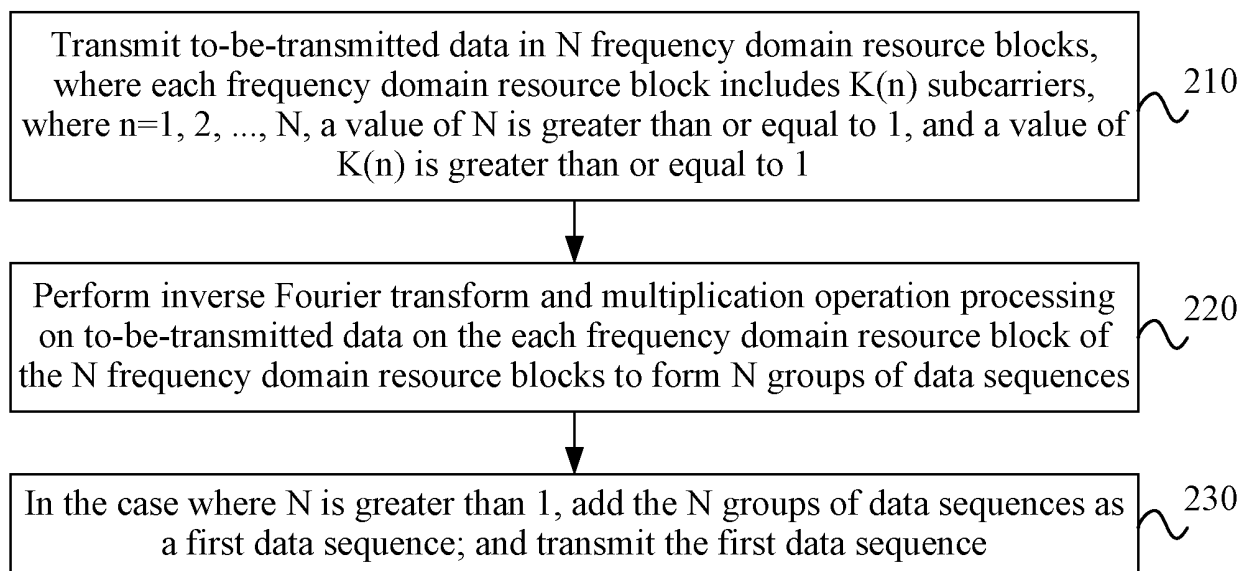 Transmit to-be-transmitted data in N frequency domain resource blocks,
where each frequency domain resource block includes K(n) subcarriers,
where n=1, 2, ..., N, a value of N is greater than or equal to 1, and a value of
K(n) is greater than or equal to 1
210
Perform inverse Fourier transform and multiplication operation processing
on to-be-transmitted data on the each frequency domain resource block of
the N frequency domain resource blocks to form N groups of data sequences
220
In the case where N is greater than 1, add the N groups of data sequences as
a first data sequence; and transmit the first data sequence
230